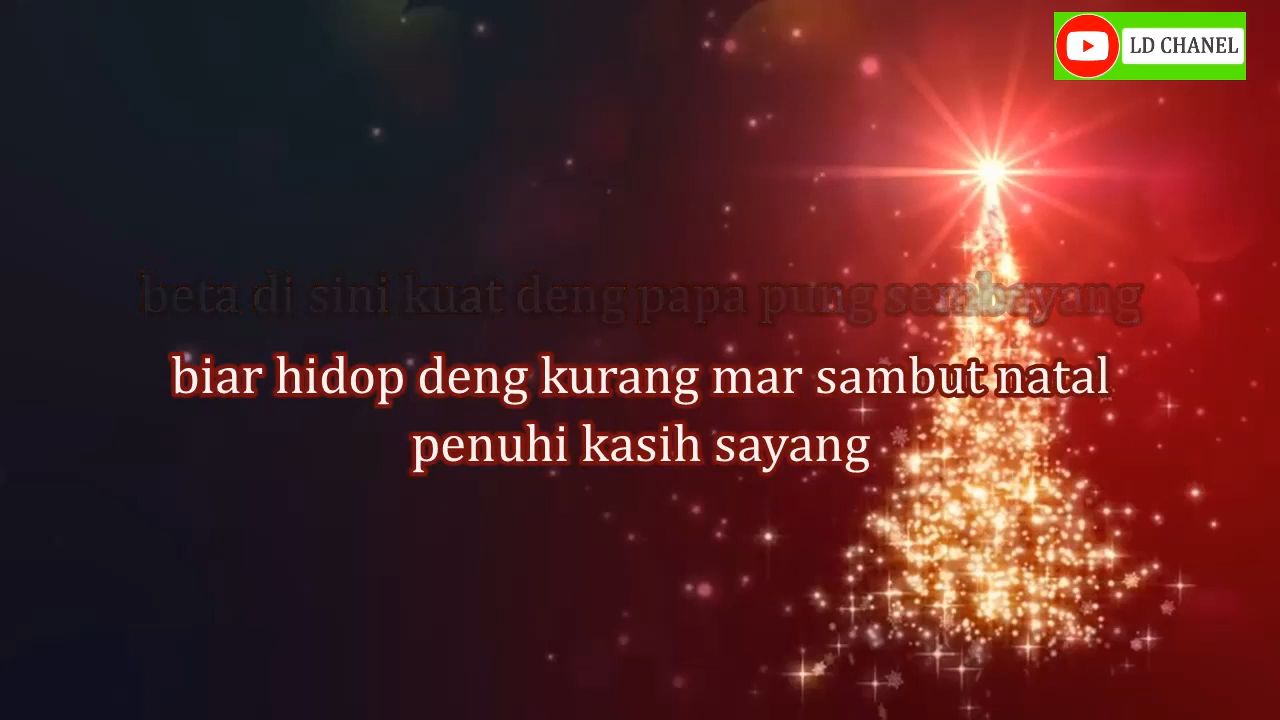 LD CHANEL
beta di sini kuat deng papa pung sembayang
biar hidop deng kurang mar sambut natal
penuhi kasih sayang